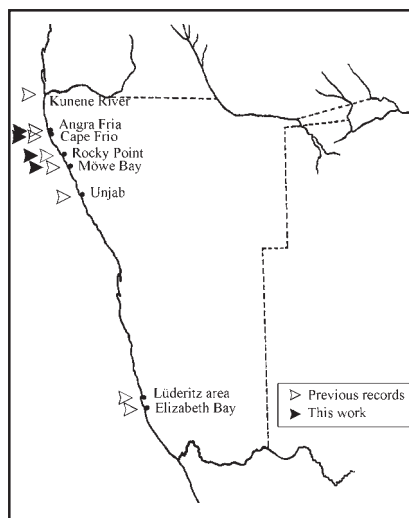 Kunene River
Angra Fria
Cape Frio
Rocky Point
Möwe Bay
Unjab
Lüderitz area
Elizabeth Bay
Previous records
This work